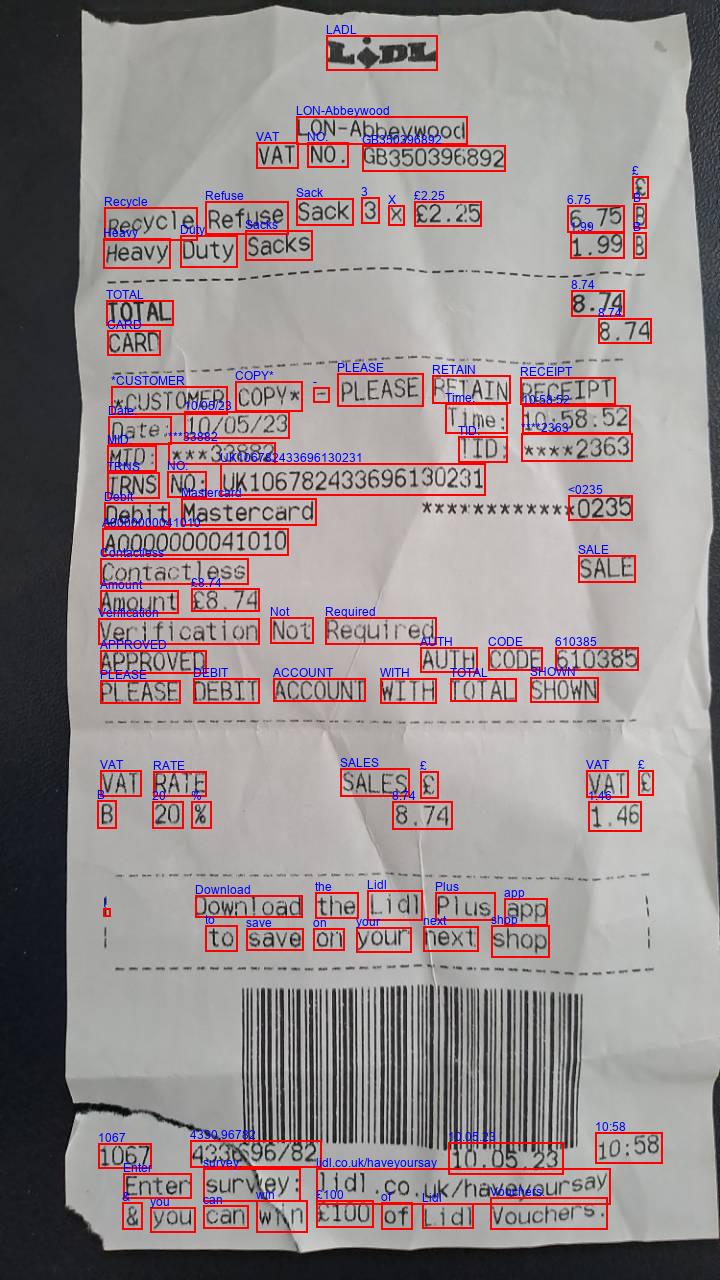 LiDL
LON-Abbeywood
VAT NO. GB350396892
£
Recycle Refuse Sack 3 x £2.25 6.75 B
Heavy Duty Sacks 1.99 B
TOTAL 8.74
CARD 8.74
*CUSTOMER COPY* - PLEASE RETAIN RECEIPT
Date: 10/05/23 Time: 10:58:52
MID: ***33882 TID: ****2363
TRNS NO: UK106782433696130231
Debit Mastercard ************0235
A0000000041010
Contactless SALE
Amount £8.74
Verification Not Required
APPROVED AUTH CODE 610385
PLEASE DEBIT ACCOUNT WITH TOTAL SHOWN
VAT RATE SALES £ VAT £
B 20 % 8.74 1.46
Download the Lidl Plus app
to save on your next shop
1067 10.05.23 10:58
Enter survey: lidl.co.uk/haveyoursay
& you can win £100 of Lidl Vouchers.